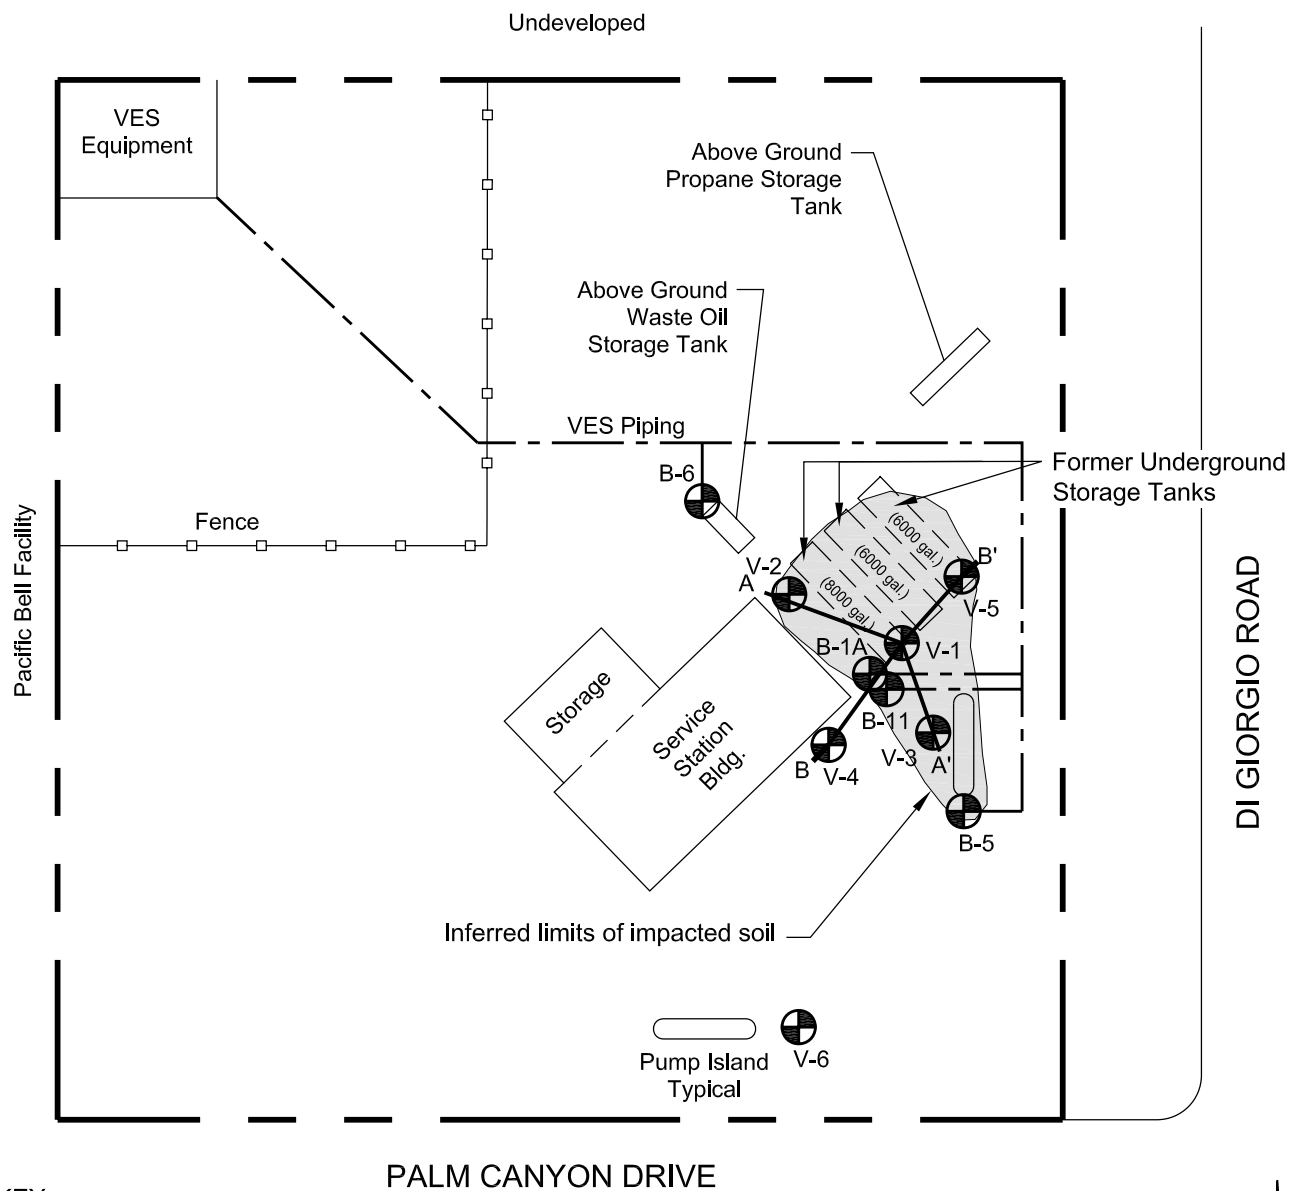 Undeveloped
VES
Equipment
Above Ground
Propane Storage
Tank
Above Ground
Waste Oil
Storage Tank
VES Piping
B-6
Former Underground
Storage Tanks
Fence
Pacific Bell Facility
(6000 gal.)
(6000 gal.)
(8000 gal.)
B'
V-2
A
V-5
B-1A
V-1
DI GIORGIO ROAD
Storage
Service
Station
Bldg.
B-11
V-3
A'
B
V-4
B-5
Inferred limits of impacted soil
V-6
Pump Island
Typical
PALM CANYON DRIVE